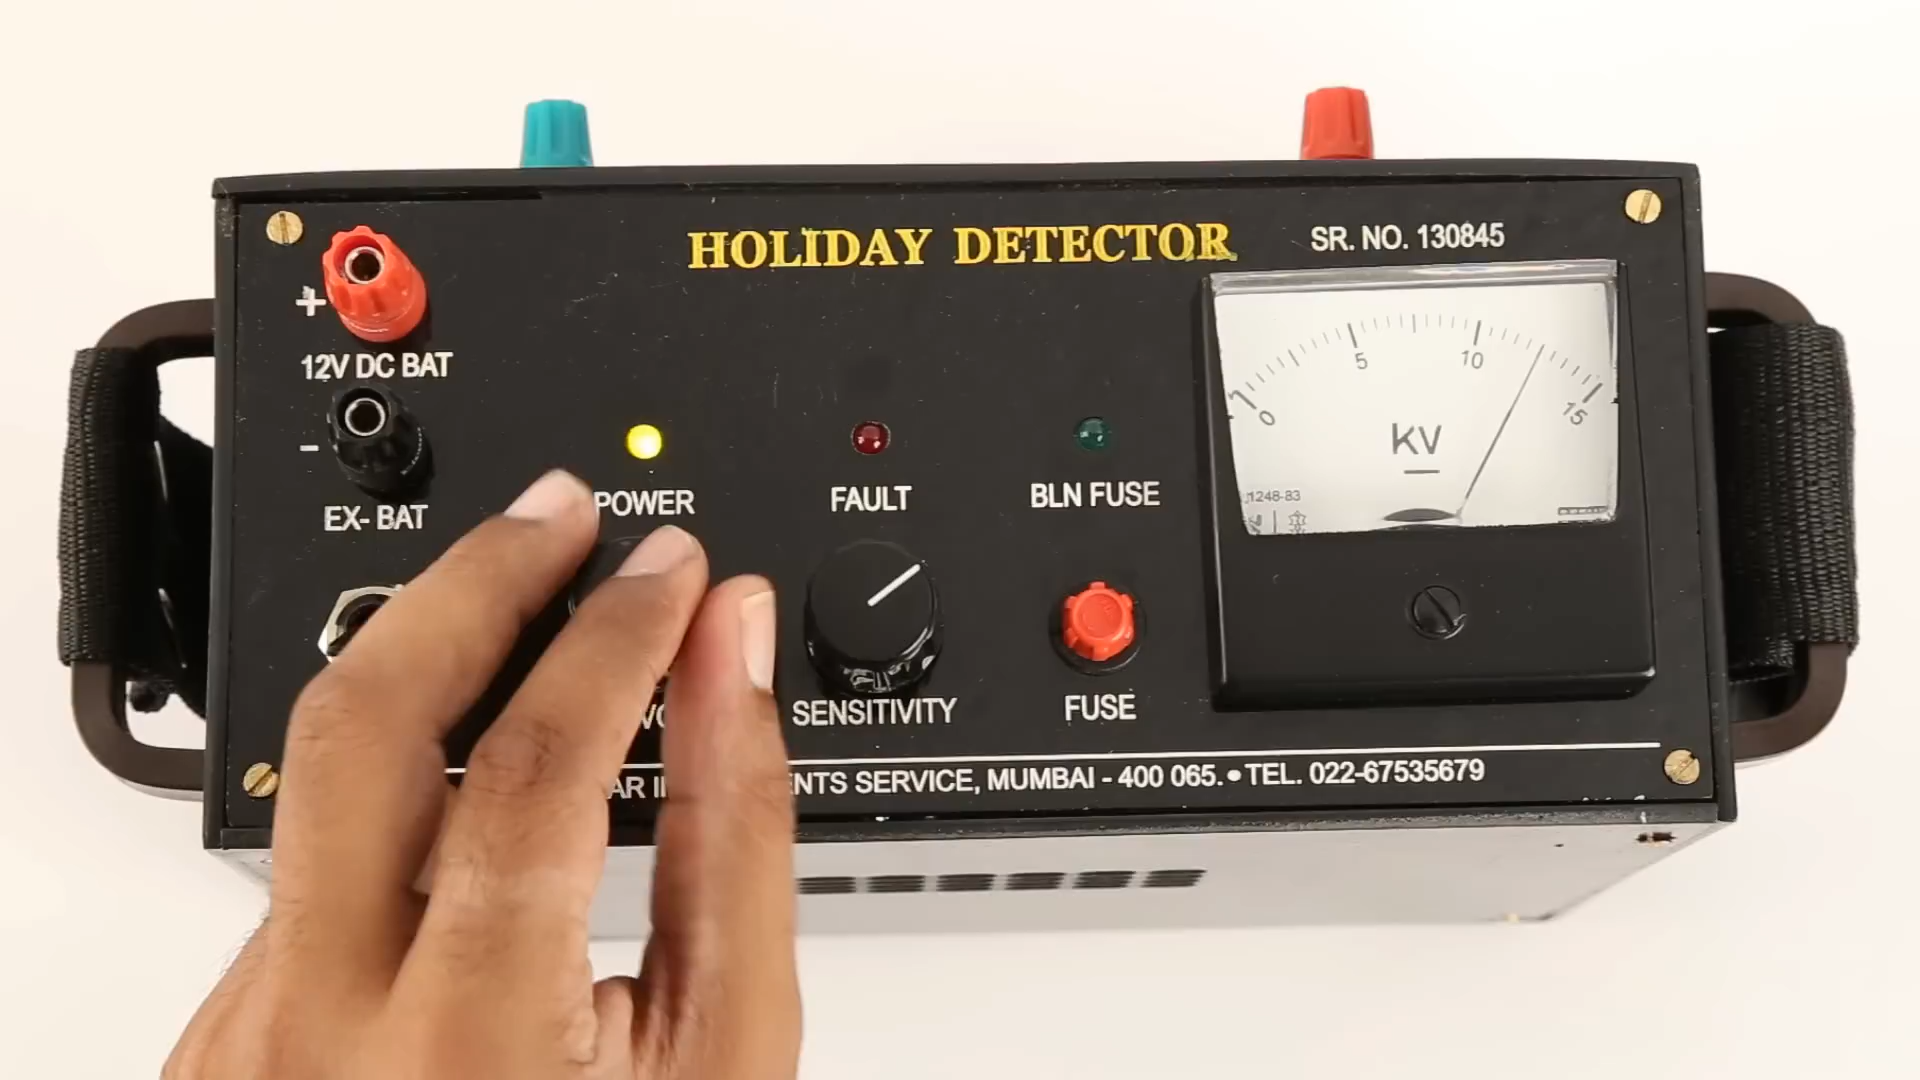 HOLIDAY DETECTOR
SR. NO. 130845
+
12V DC BAT
-
EX- BAT
POWER
FAULT
BLN FUSE
0 5 10 15
KV
1248-83
SENSITIVITY
FUSE
SERVICE, MUMBAI - 400 065. • TEL. 022-67535679